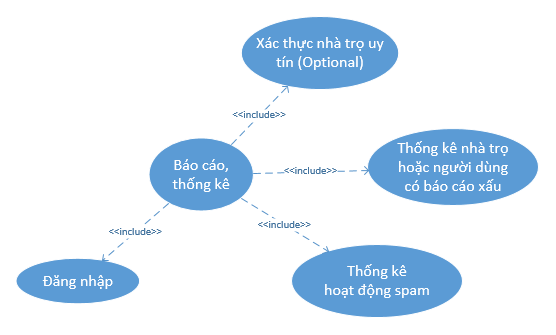 Xác thực nhà trọ uy
tín (Optional)
<<include>>
Báo cáo,
thống kê
<<include>>
Thống kê nhà trọ
hoặc người dùng
có báo cáo xấu
<<include>>
<<include>>
Đăng nhập
Thống kê
hoạt động spam